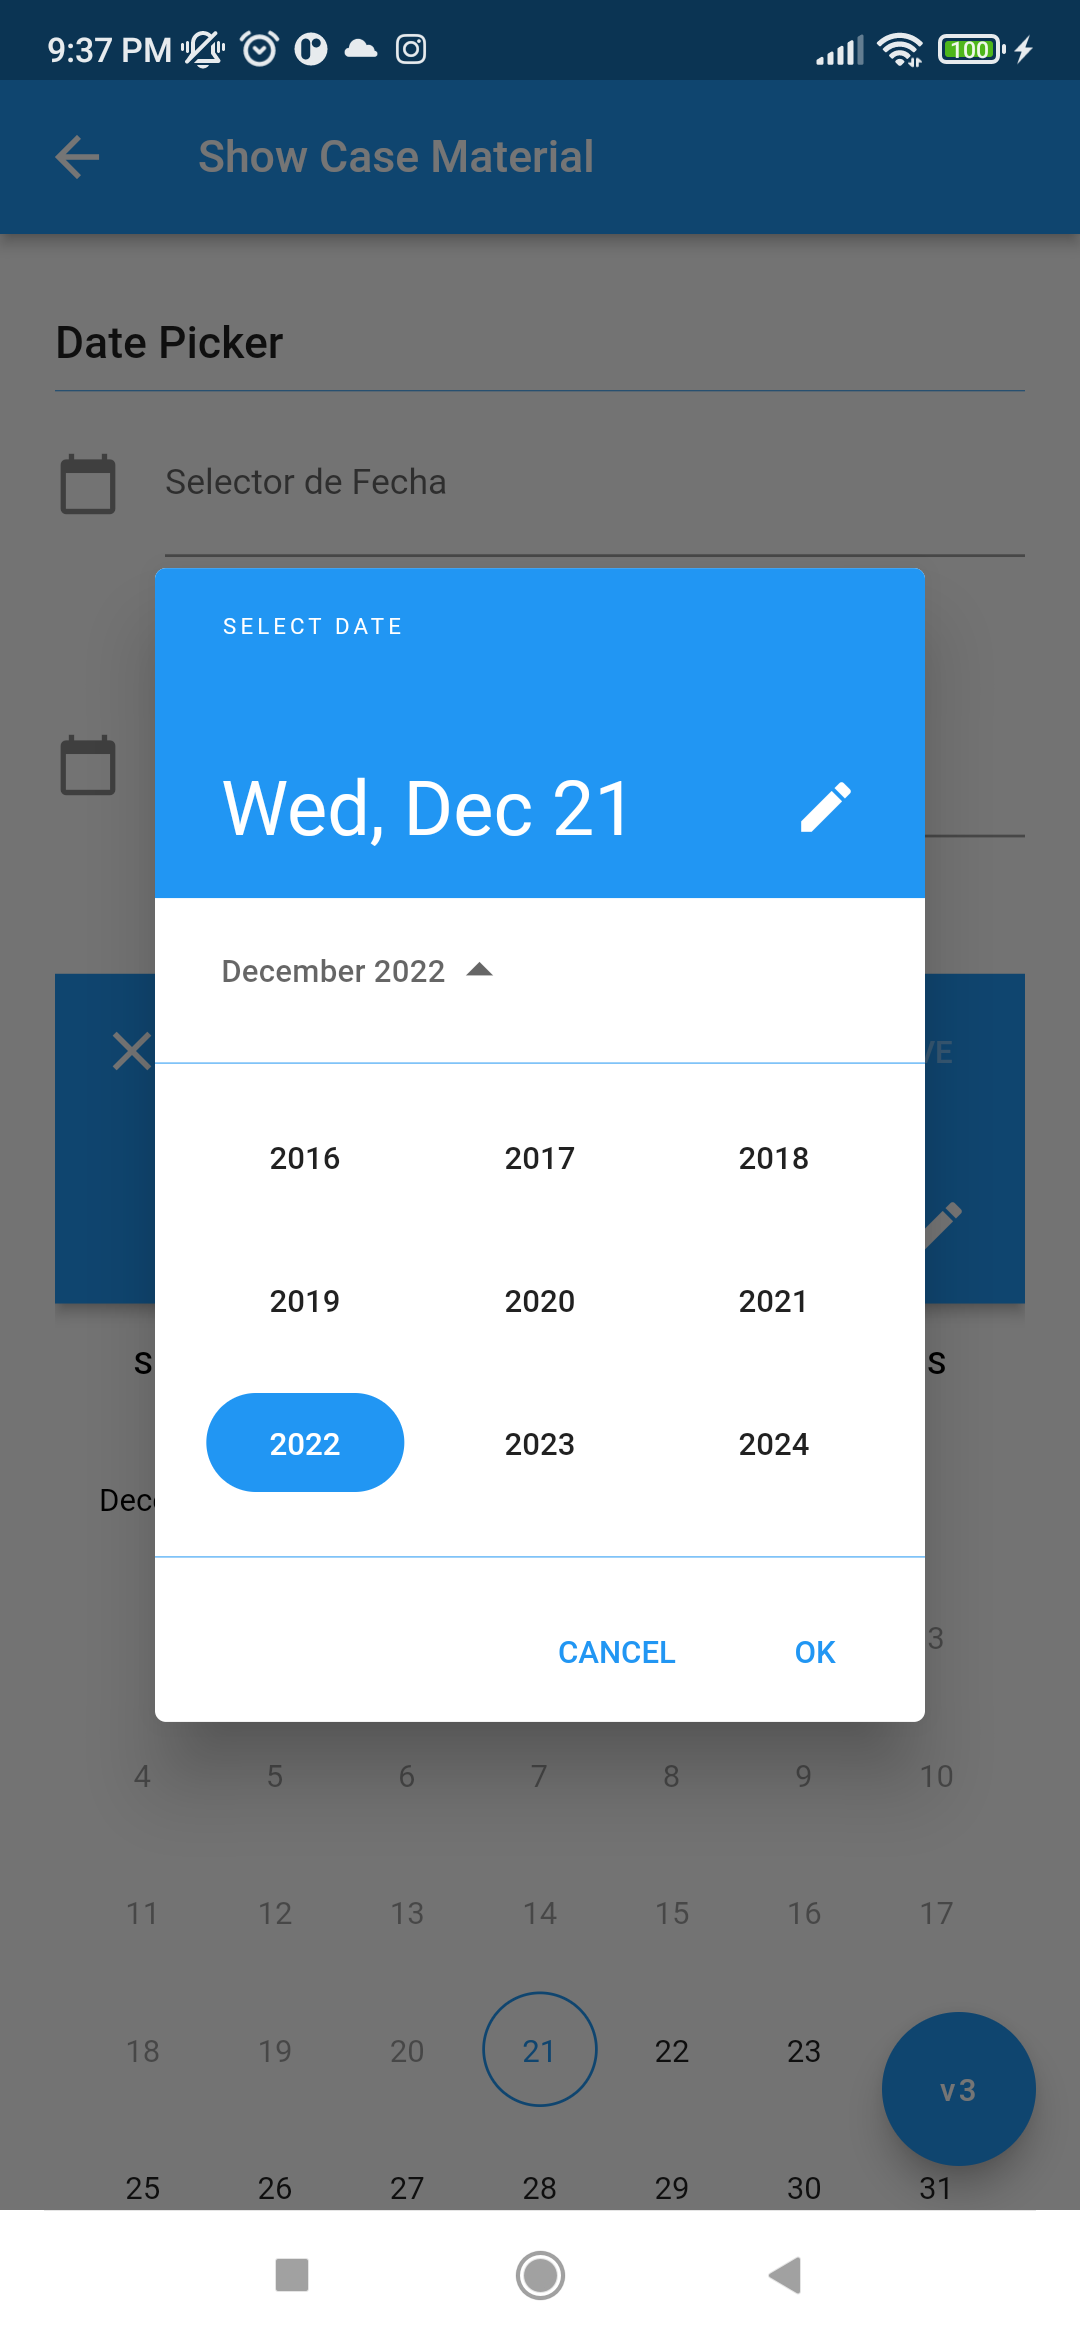 9:37 PM
100
Show Case Material
Date Picker
Selector de Fecha
SELECT DATE
Wed, Dec 21
December 2022
2016 2017 2018
2019 2020 2021
S S
2022 2023 2024
CANCEL OK
3
4 5 6 7 8 9 10
11 12 13 14 15 16 17
18 19 20 21 22 23
v3
25 26 27 28 29 30 31